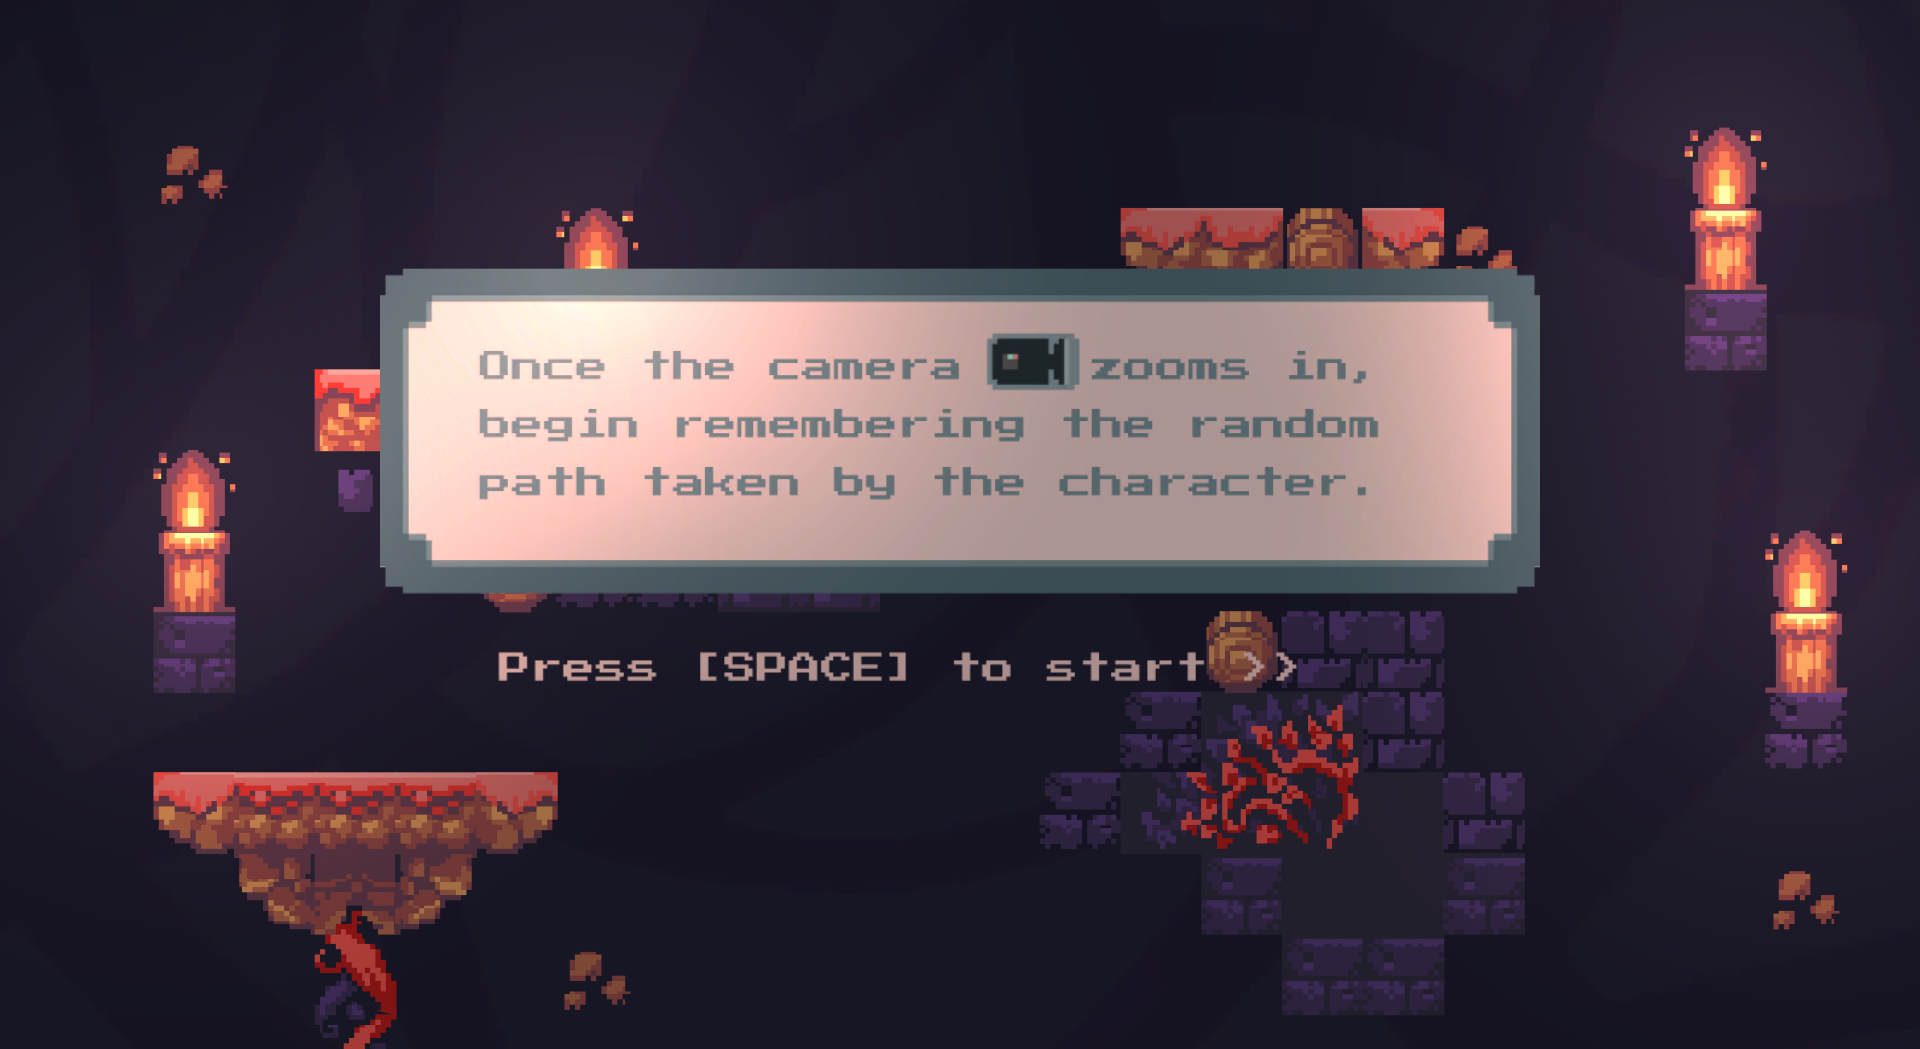 Once the camera zooms in,
begin remembering the random
path taken by the character.
Press [SPACE] to start >>